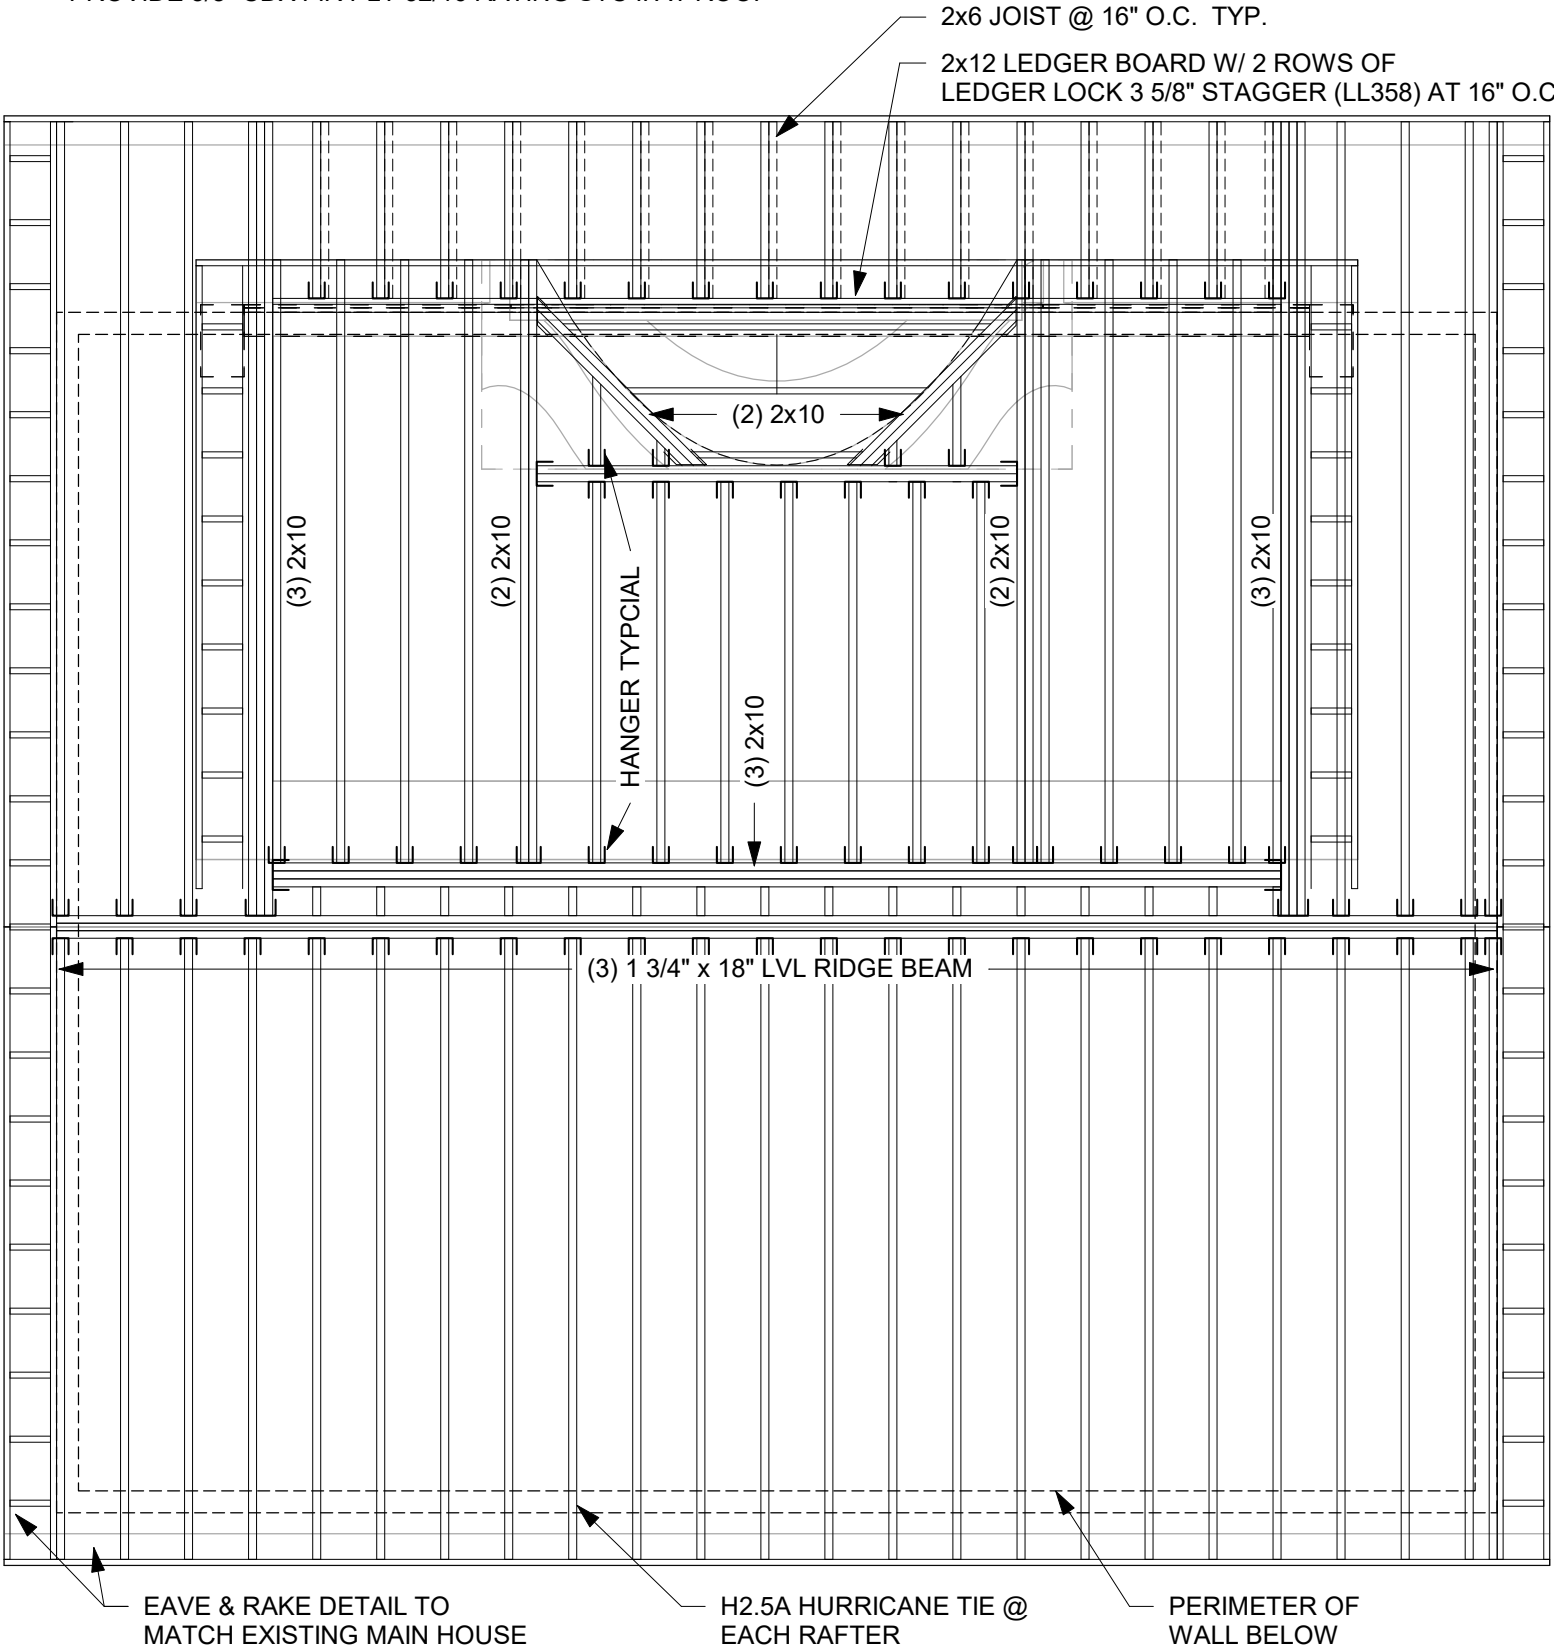 2x6 JOIST @ 16" O.C. TYP.
2x12 LEDGER BOARD W/ 2 ROWS OF
LEDGER LOCK 3 5/8" STAGGER (LL358) AT 16" O.C
(2) 2x10
(3) 2x10
(2) 2x10
(2) 2x10
(3) 2x10
HANGER TYPCIAL
(3) 2x10
(3) 1 3/4" x 18" LVL RIDGE BEAM
EAVE & RAKE DETAIL TO
MATCH EXISTING MAIN HOUSE
H2.5A HURRICANE TIE @
EACH RAFTER
PERIMETER OF
WALL BELOW